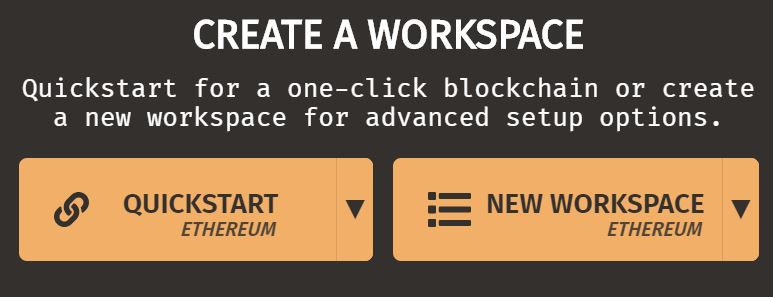 CREATE A WORKSPACE
Quickstart for a one-click blockchain or create
a new workspace for advanced setup options.
QUICKSTART
ETHEREUM
NEW WORKSPACE
ETHEREUM